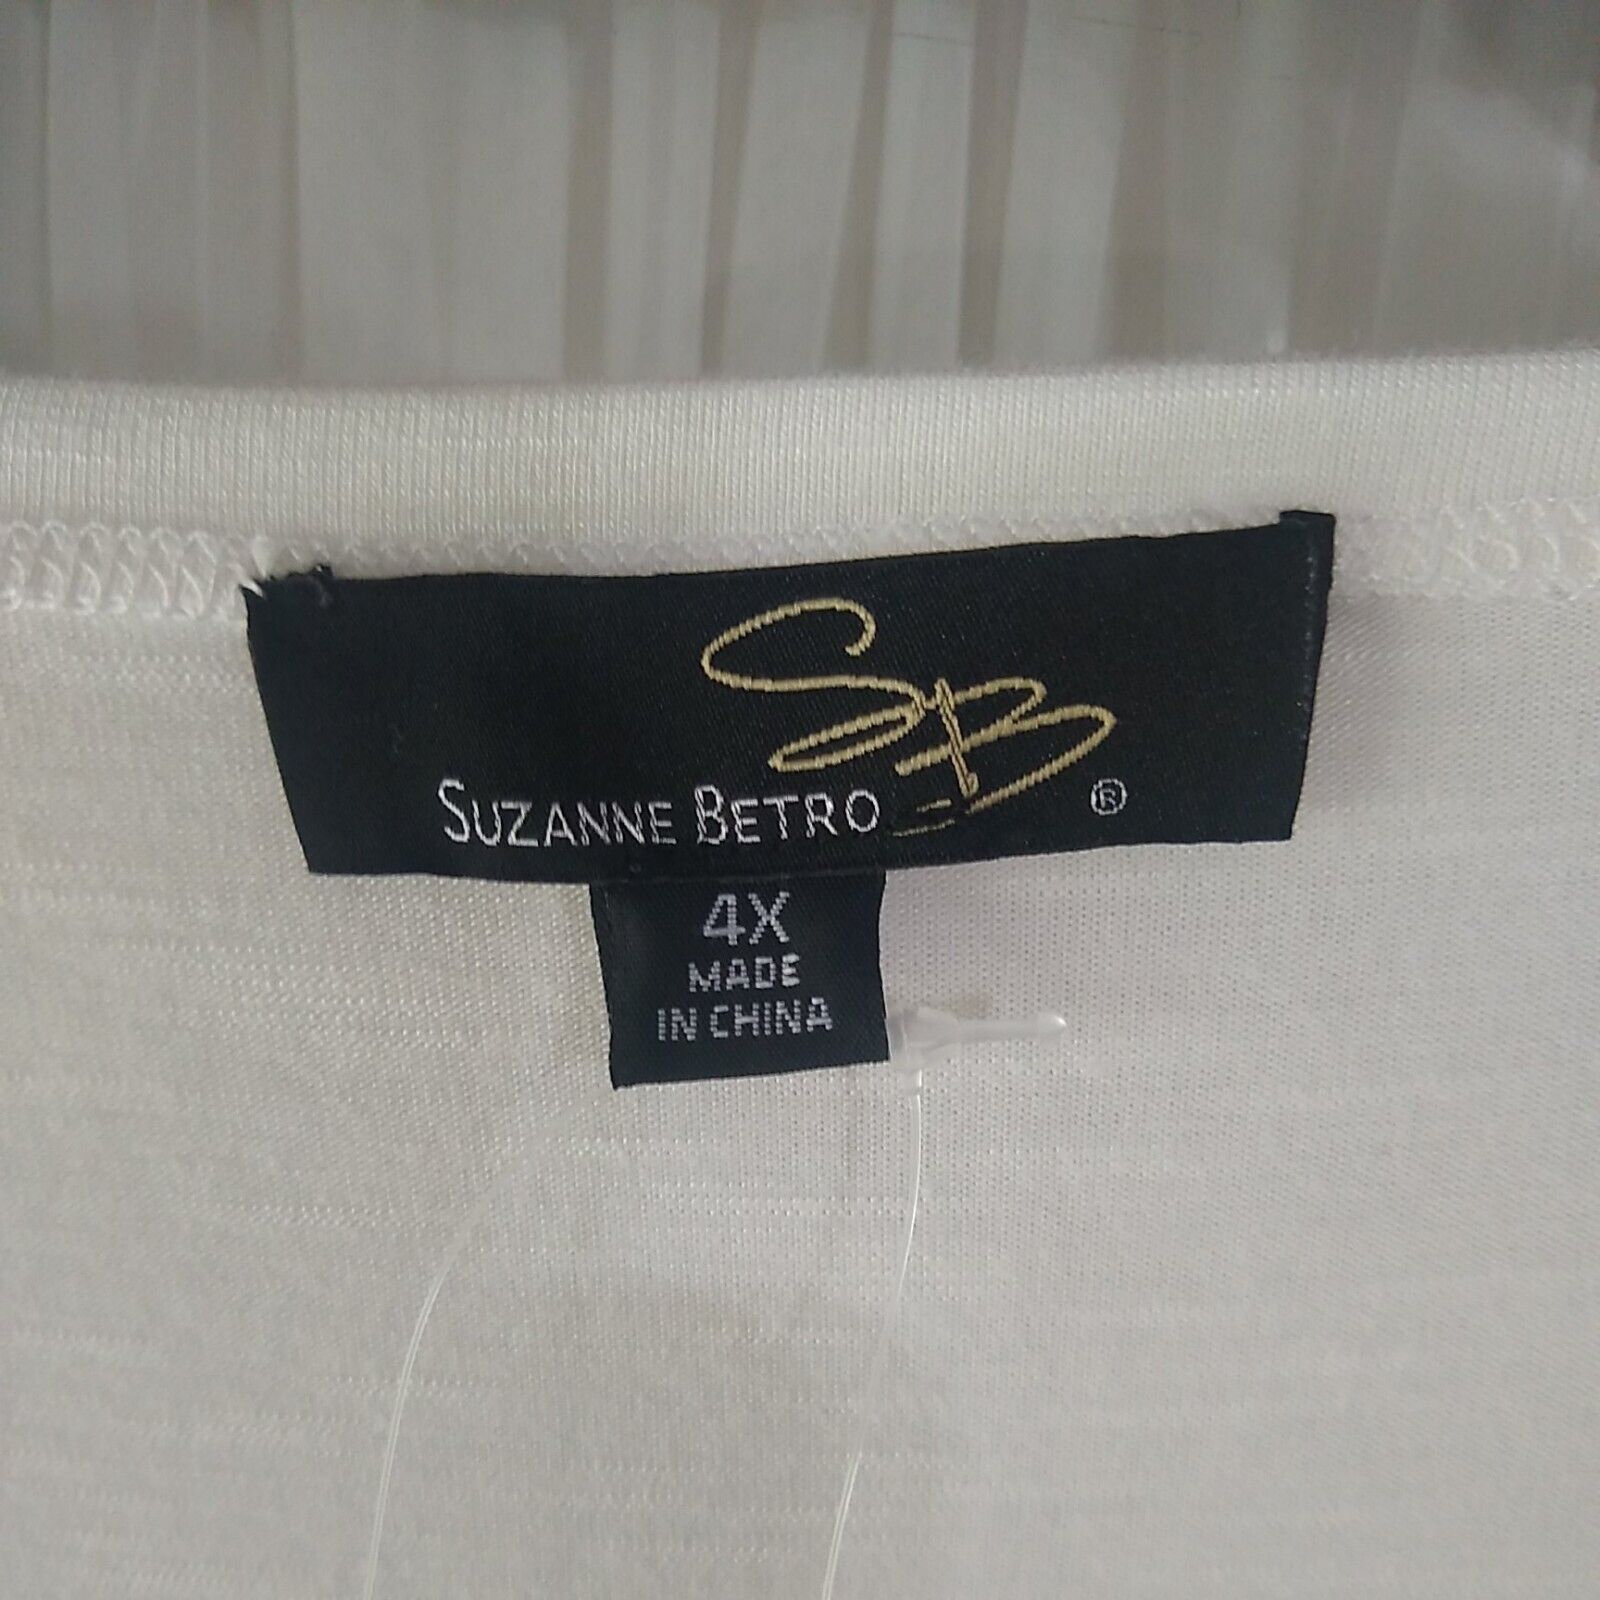 SB
SUZANNE BETRO ®
4X
MADE
IN CHINA